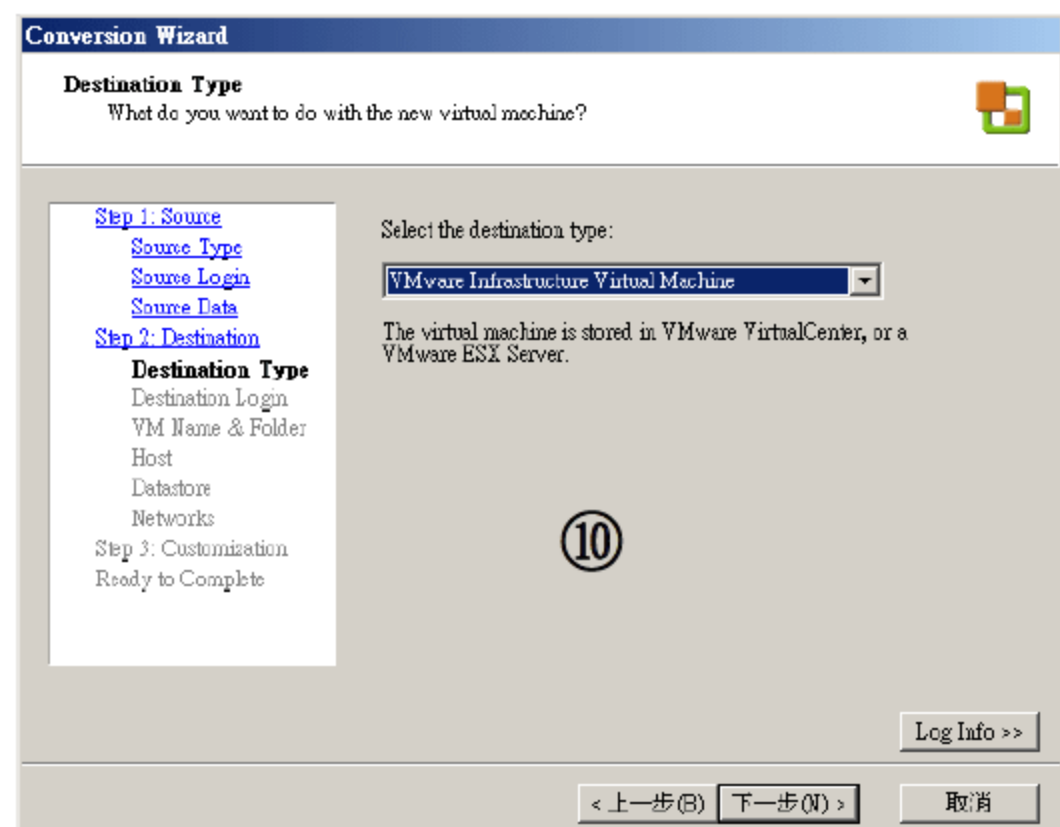 Conversion Wizard
Destination Type
What do you want to do with the new virtual machine?
Step 1: Source
Source Type
Source Login
Source Data
Step 2: Destination
Destination Type
Destination Login
VM Name & Folder
Host
Datastore
Networks
Step 3: Customization
Ready to Complete
Select the destination type:
VMware Infrastructure Virtual Machine
The virtual machine is stored in VMware VirtualCenter, or a
VMware ESX Server.
⑩
Log Info >>
< 上一步(B) 下一步(N) > 取消